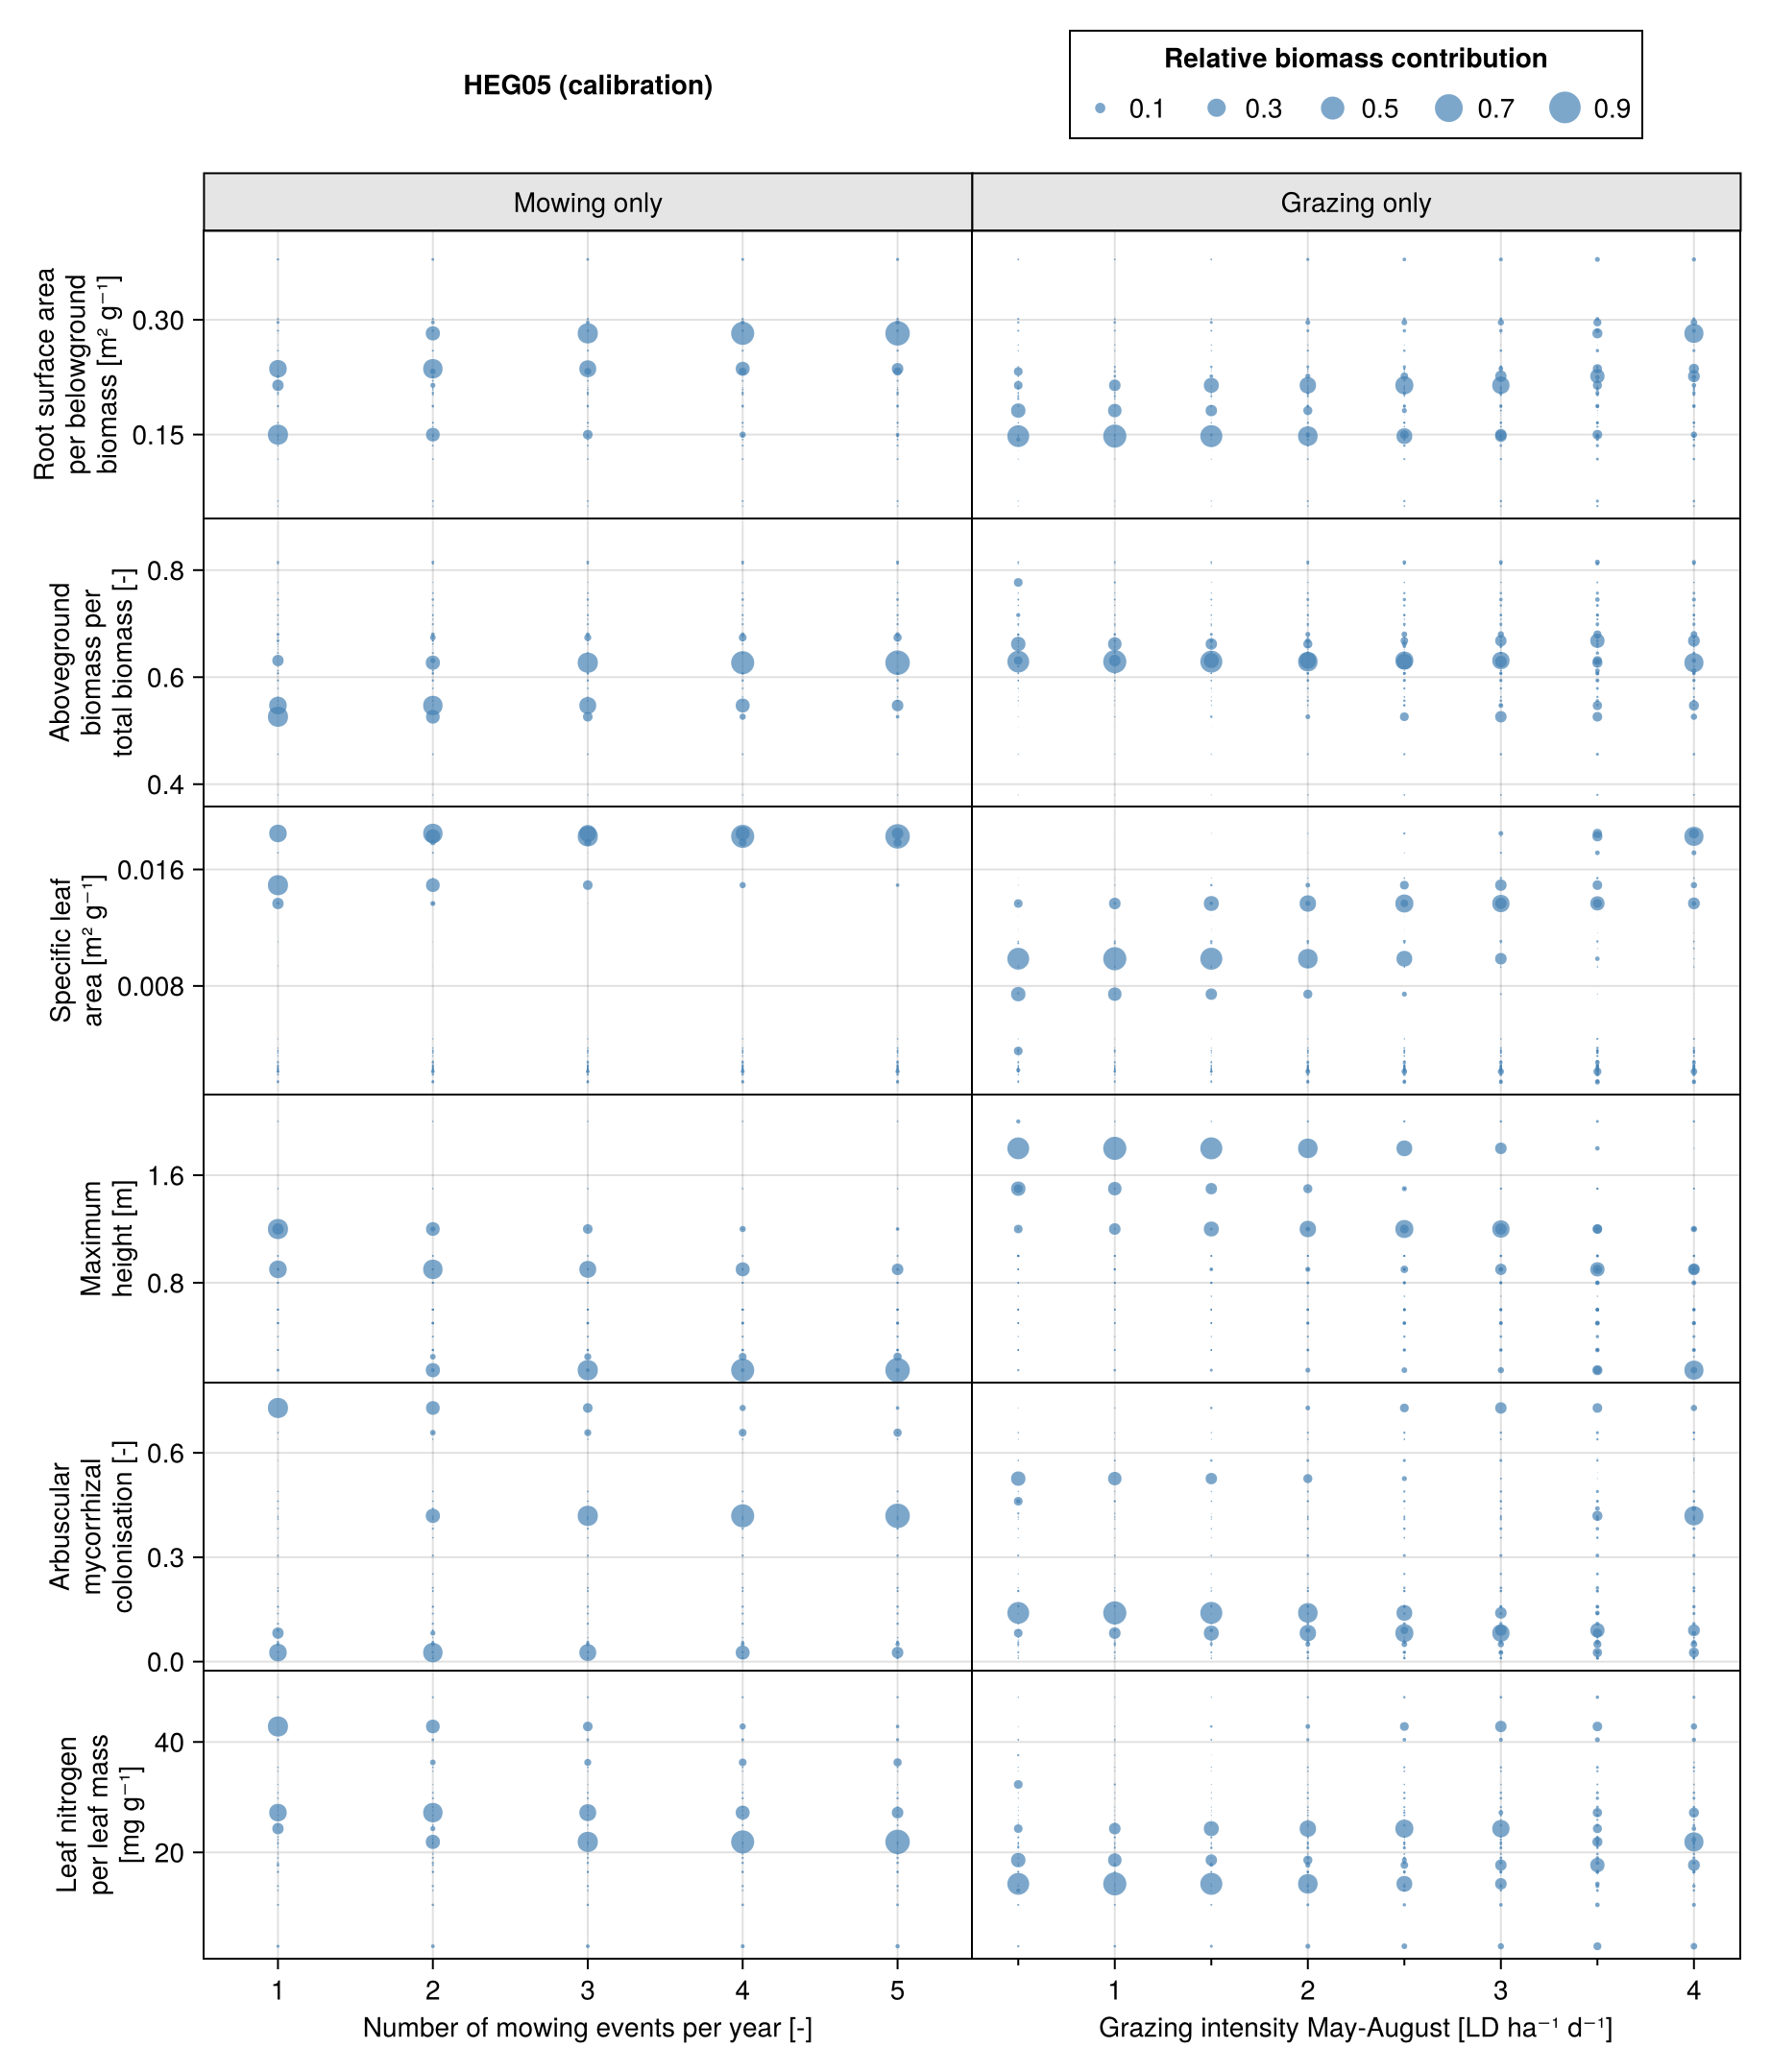 HEG05 (calibration)
Relative biomass contribution
0.1 0.3 0.5 0.7 0.9
Mowing only
Grazing only
Root surface area
per belowground
biomass [m² g⁻¹]
0.30
0.15
Aboveground
biomass per
total biomass [-]
0.8
0.6
0.4
Specific leaf
area [m² g⁻¹]
0.016
0.008
Maximum
height [m]
1.6
0.8
Arbuscular
mycorrhizal
colonisation [-]
0.6
0.3
0.0
Leaf nitrogen
per leaf mass
[mg g⁻¹]
40
20
1 2 3 4 5
1 2 3 4
Number of mowing events per year [-]
Grazing intensity May-August [LD ha⁻¹ d⁻¹]